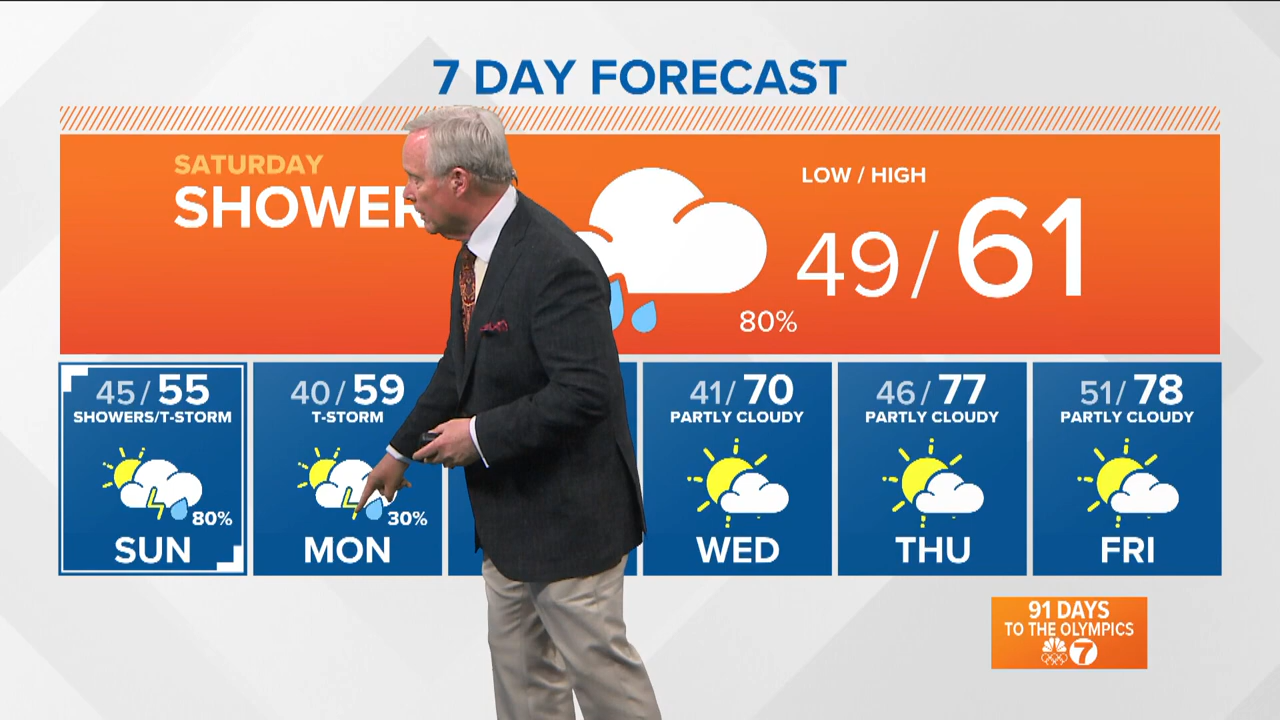 7 DAY FORECAST
SATURDAY
SHOWER
LOW / HIGH
49/61
80%
45/55
SHOWERS/T-STORM
80%
SUN
40/59
T-STORM
30%
MON
41/70
PARTLY CLOUDY
WED
46/77
PARTLY CLOUDY
THU
51/78
PARTLY CLOUDY
FRI
91 DAYS
TO THE OLYMPICS
7